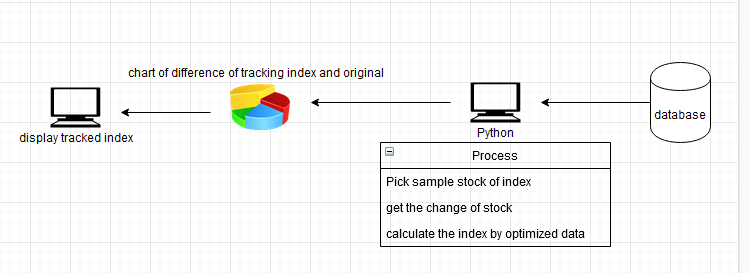 chart of difference of tracking index and original
display tracked index
Python
database
Process
Pick sample stock of index
get the change of stock
calculate the index by optimized data